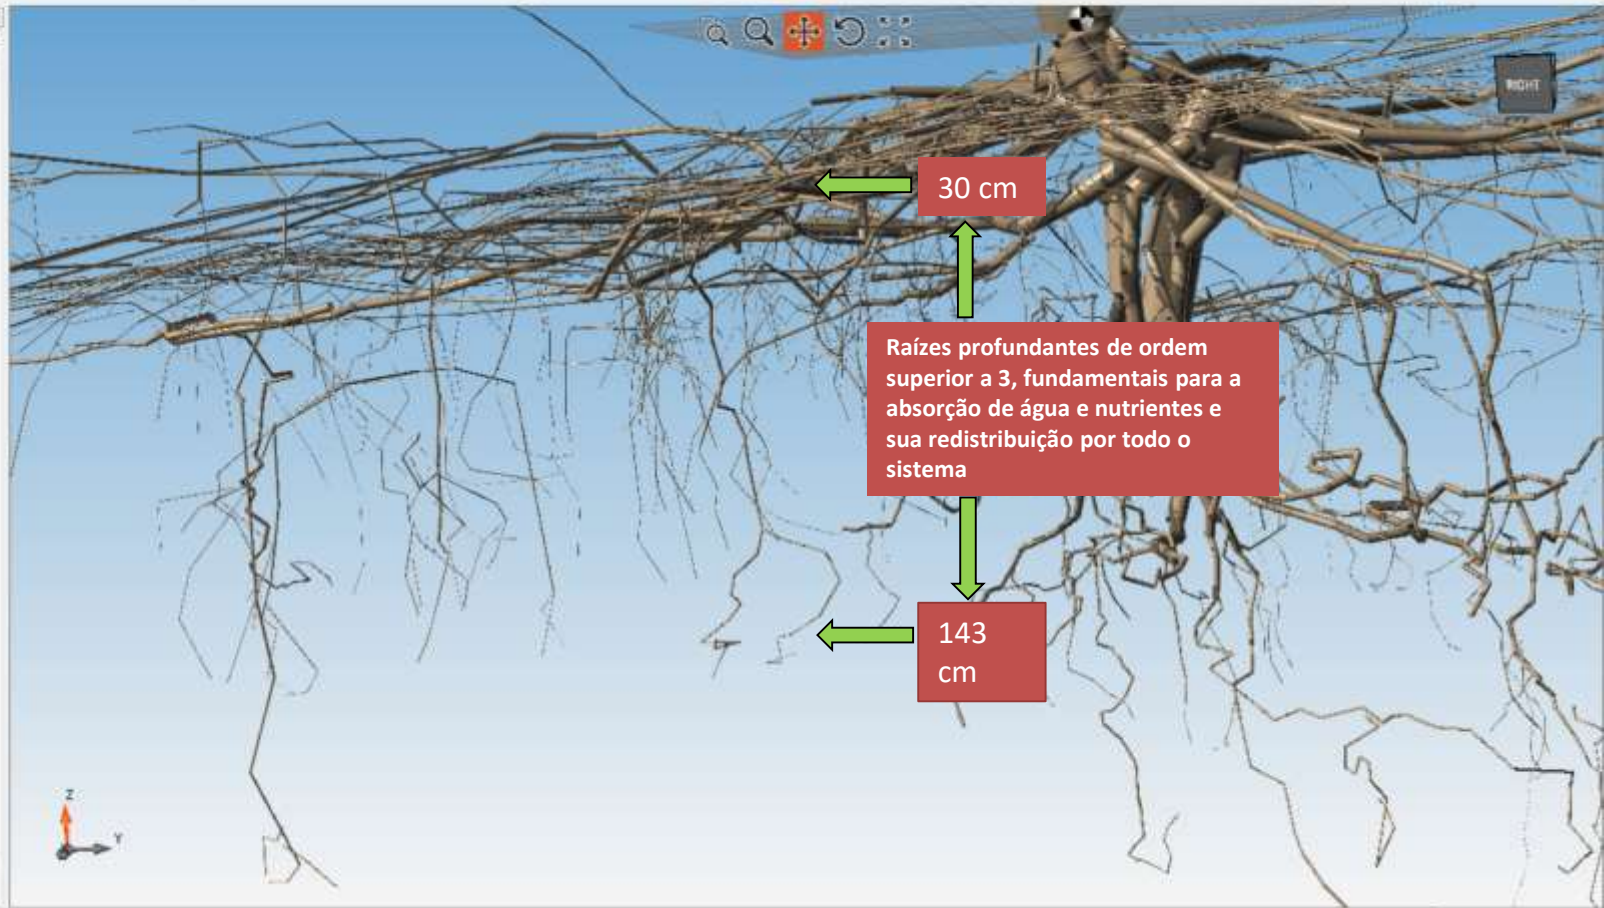 RIGHT
30 cm
Raízes profundantes de ordem
superior a 3, fundamentais para a
absorção de água e nutrientes e
sua redistribuição por todo o
sistema
143
cm
Z
Y